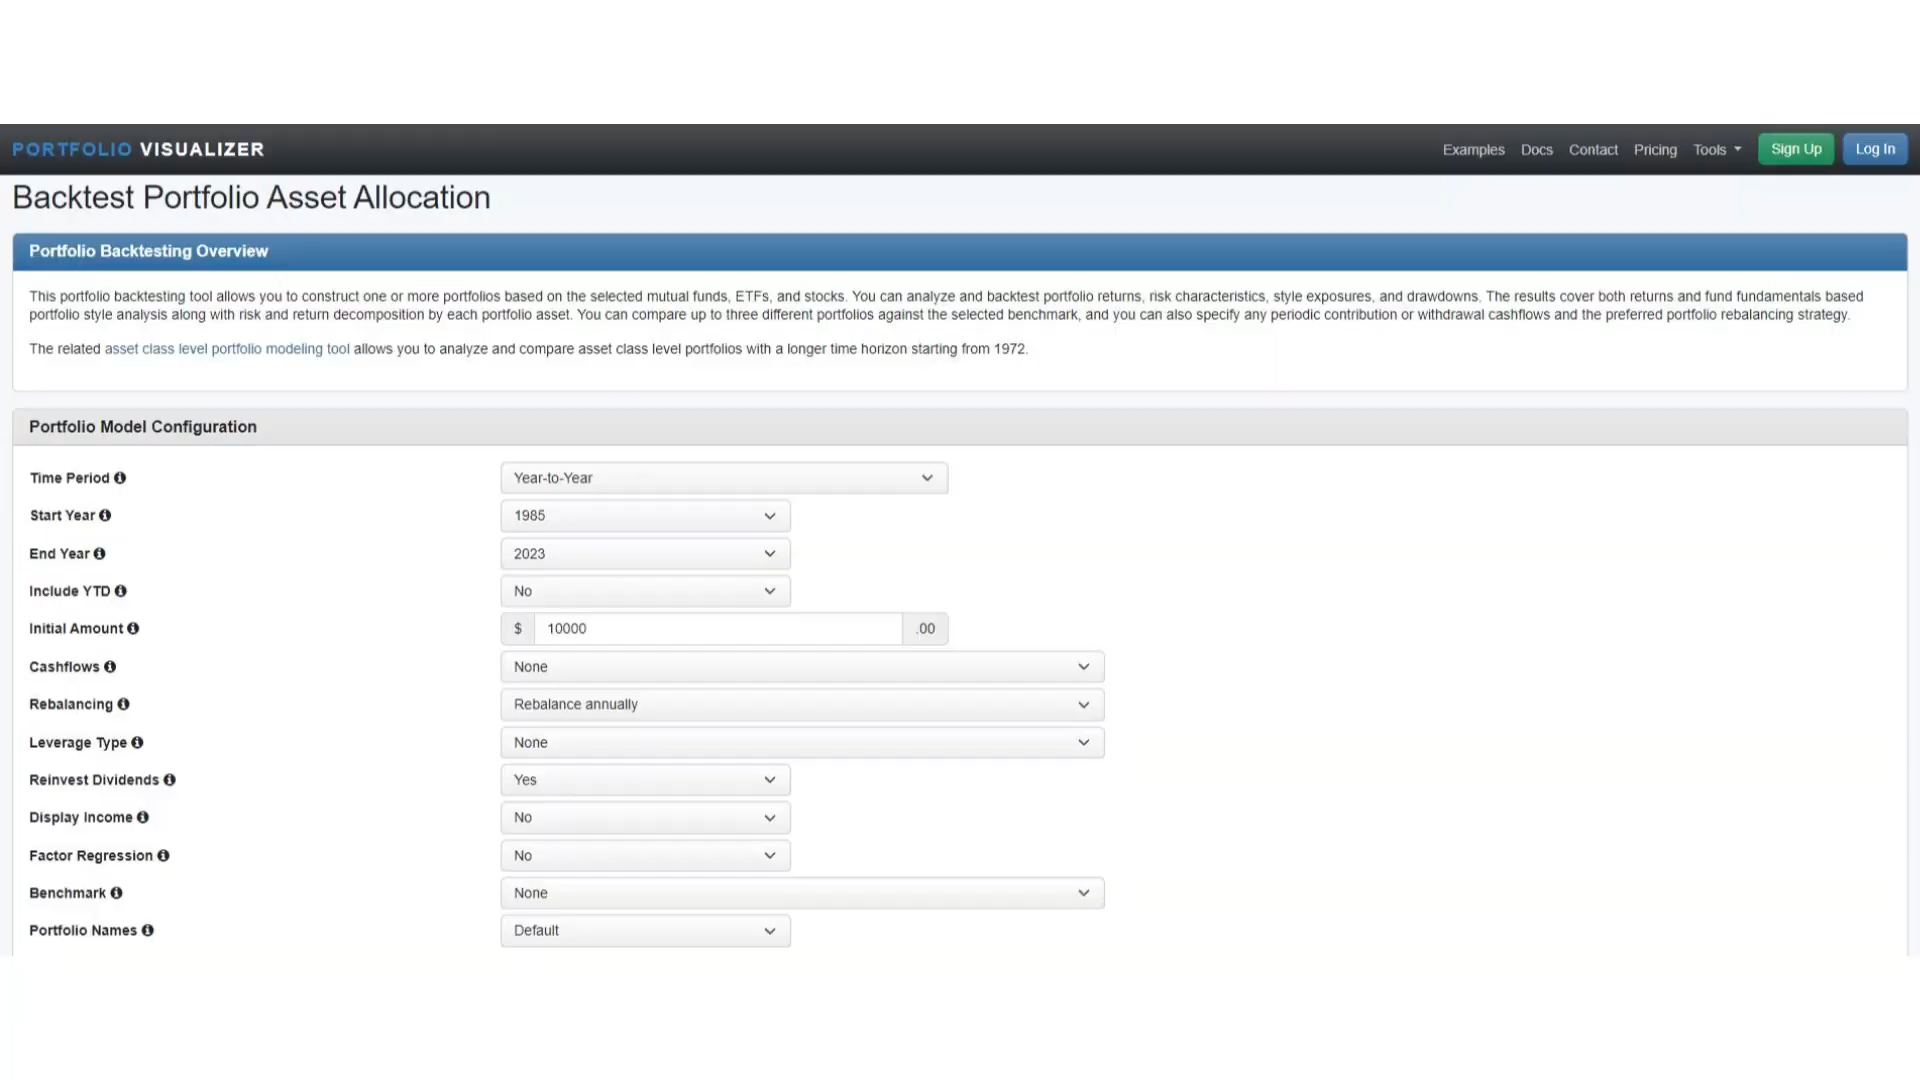 PORTFOLIO VISUALIZER
Examples Docs Contact Pricing Tools Sign Up Log In
Backtest Portfolio Asset Allocation
Portfolio Backtesting Overview
This portfolio backtesting tool allows you to construct one or more portfolios based on the selected mutual funds, ETFs, and stocks. You can analyze and backtest portfolio returns, risk characteristics, style exposures, and drawdowns. The results cover both returns and fund fundamentals based
portfolio style analysis along with risk and return decomposition by each portfolio asset. You can compare up to three different portfolios against the selected benchmark, and you can also specify any periodic contribution or withdrawal cashflows and the preferred portfolio rebalancing strategy.
The related asset class level portfolio modeling tool allows you to analyze and compare asset class level portfolios with a longer time horizon starting from 1972.
Portfolio Model Configuration
Time Period Year-to-Year
Start Year 1985
End Year 2023
Include YTD No
Initial Amount $ 10000 .00
Cashflows None
Rebalancing Rebalance annually
Leverage Type None
Reinvest Dividends Yes
Display Income No
Factor Regression No
Benchmark None
Portfolio Names Default